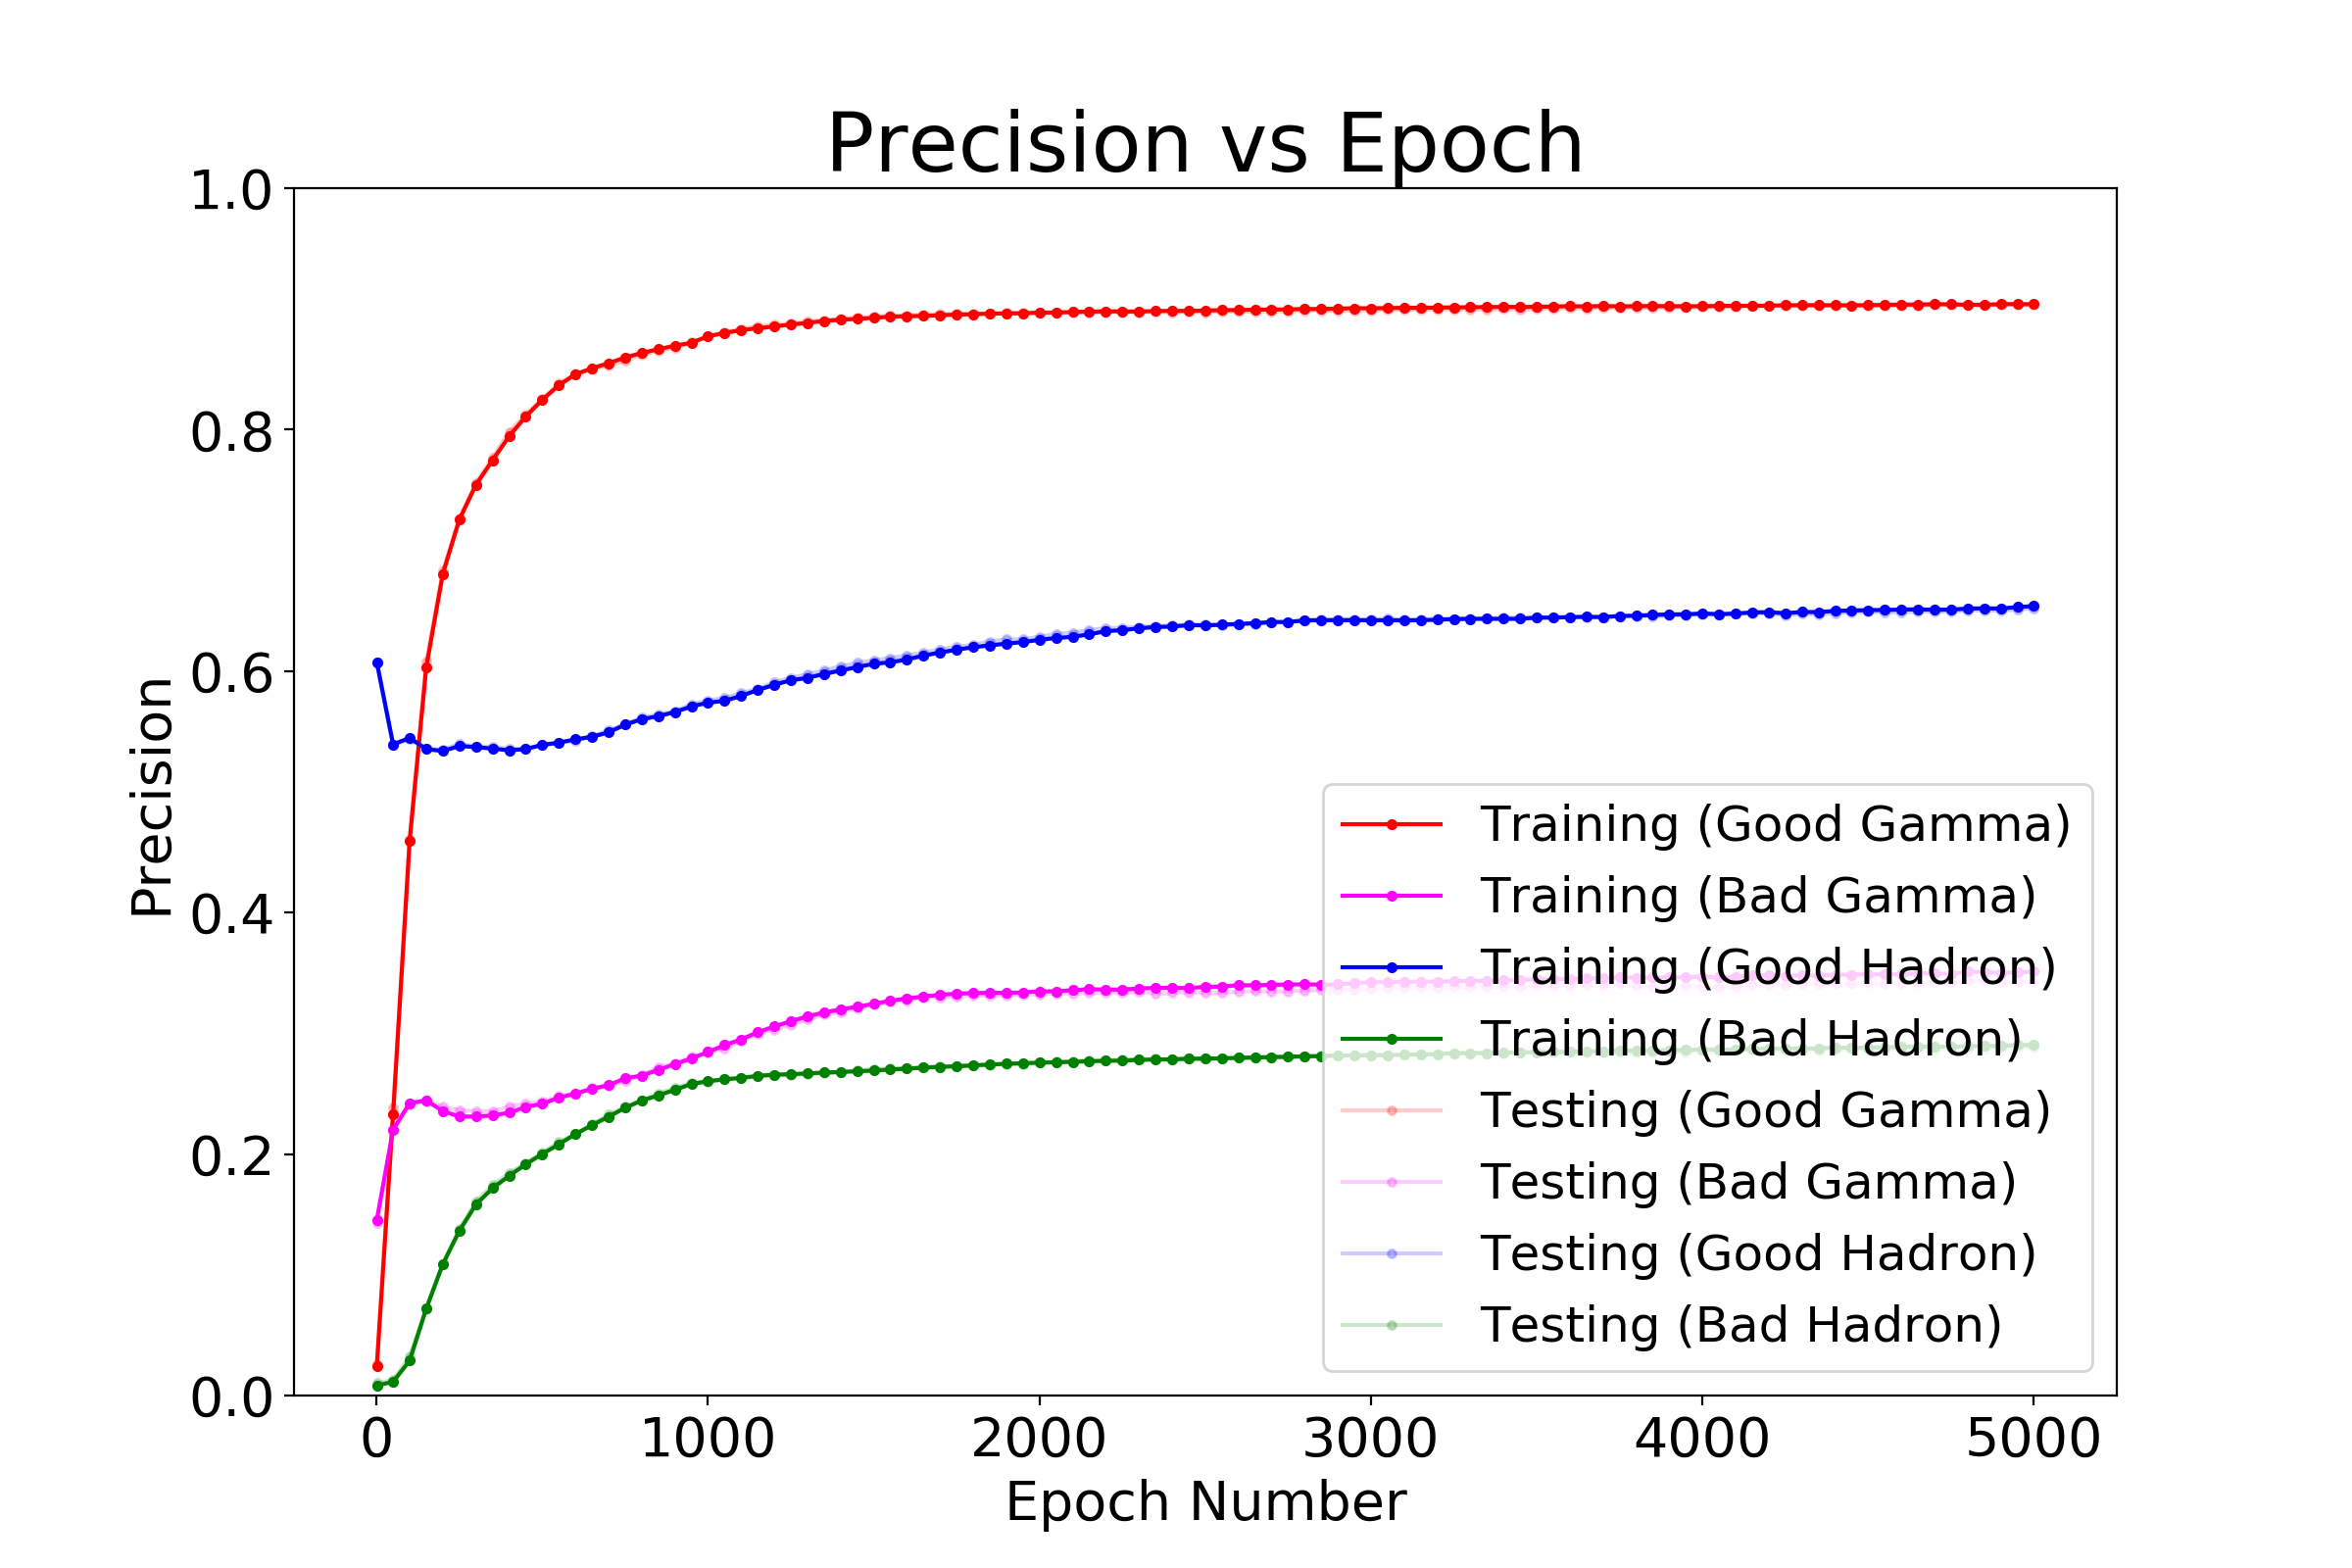 Precision vs Epoch
1.0
0.8
0.6
0.4
0.2
0.0
Precision
Training (Good Gamma)
Training (Bad Gamma)
Training (Good Hadron)
Training (Bad Hadron)
Testing (Good Gamma)
Testing (Bad Gamma)
Testing (Good Hadron)
Testing (Bad Hadron)
0 1000 2000 3000 4000 5000
Epoch Number